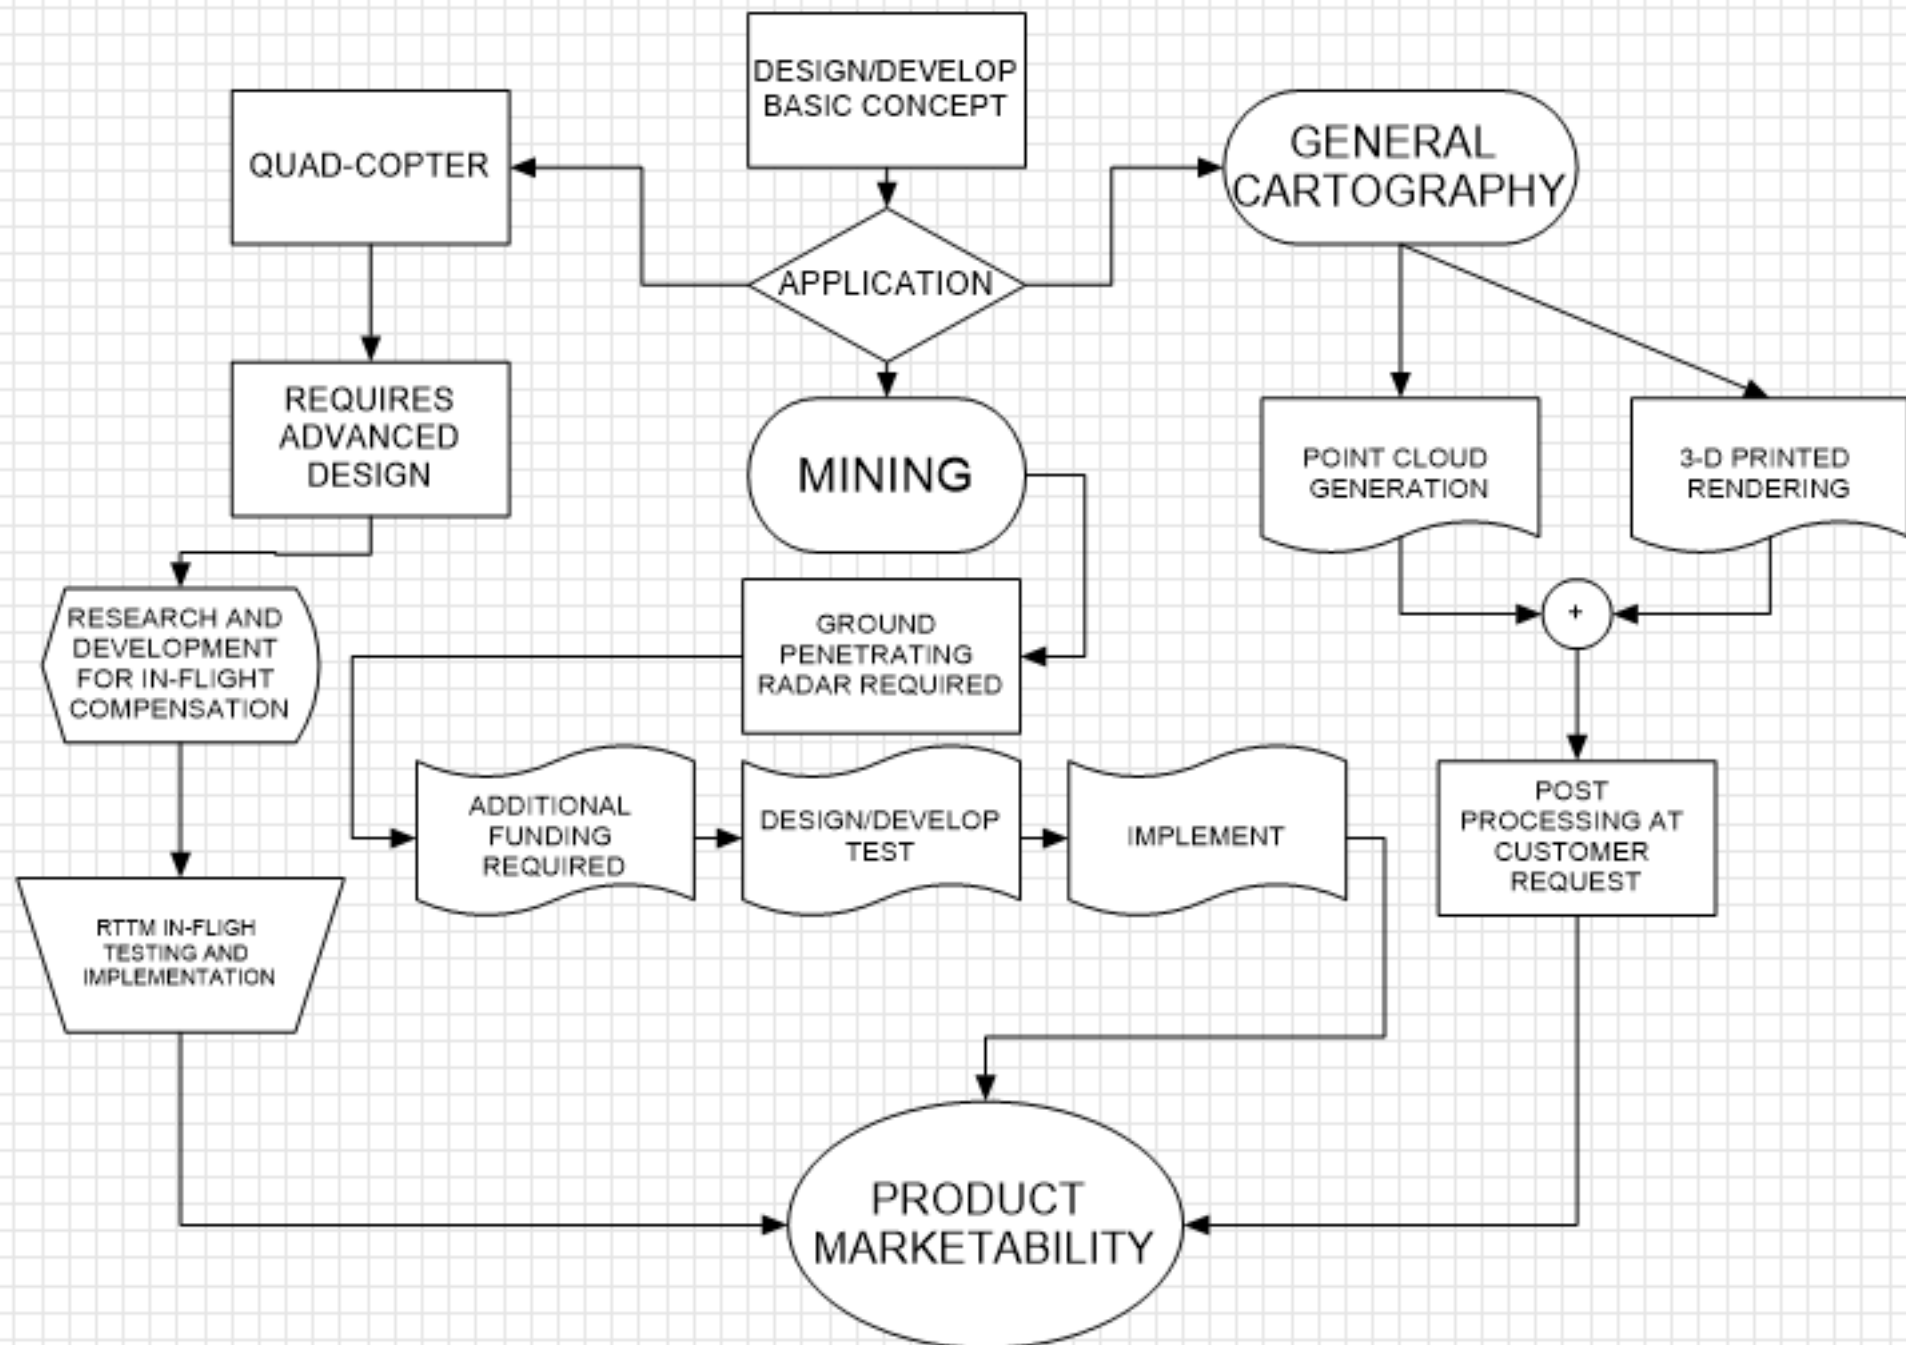 DESIGN/DEVELOP
BASIC CONCEPT
QUAD-COPTER
GENERAL
CARTOGRAPHY
APPLICATION
REQUIRES
ADVANCED
DESIGN
MINING
POINT CLOUD
GENERATION
3-D PRINTED
RENDERING
RESEARCH AND
DEVELOPMENT
FOR IN-FLIGHT
COMPENSATION
GROUND
PENETRATING
RADAR REQUIRED
+
ADDITIONAL
FUNDING
REQUIRED
DESIGN/DEVELOP
TEST
IMPLEMENT
POST
PROCESSING AT
CUSTOMER
REQUEST
RTTM IN-FLIGH
TESTING AND
IMPLEMENTATION
PRODUCT
MARKETABILITY